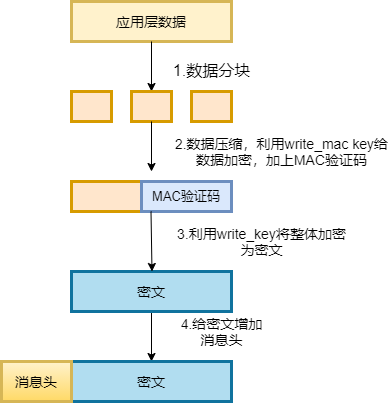 应用层数据
1.数据分块
2.数据压缩，利用write_mac key给
数据加密，加上MAC验证码
MAC验证码
3.利用write_key将整体加密
为密文
密文
4.给密文增加
消息头
消息头
密文